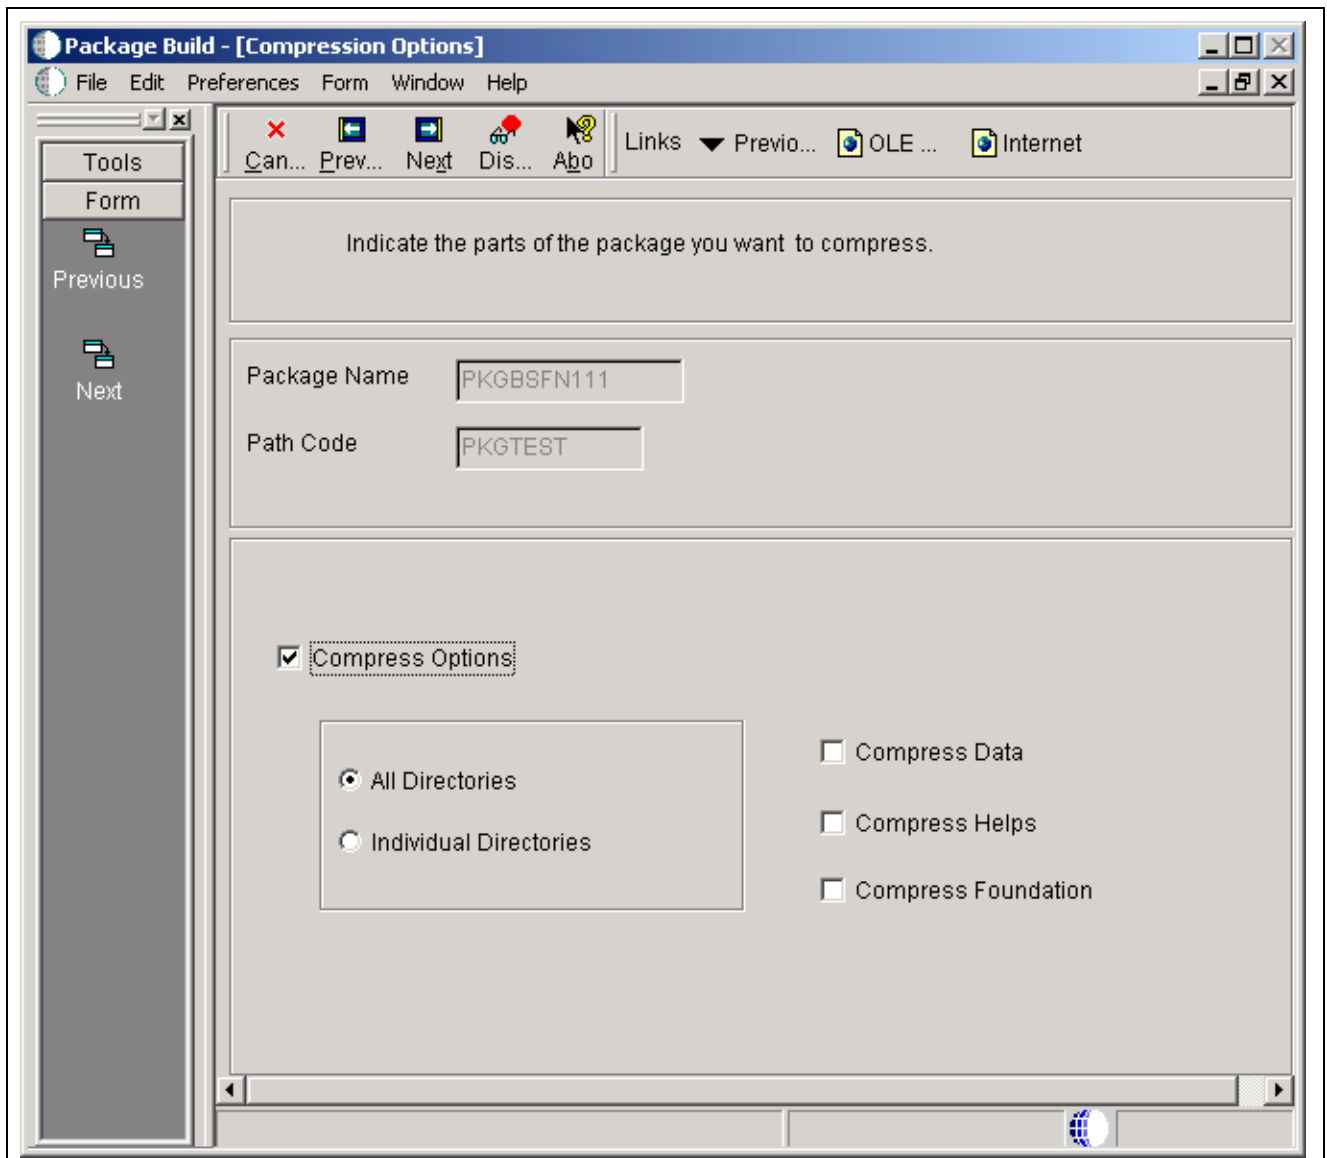 Package Build - [Compression Options]
File Edit Preferences Form Window Help
Tools
Form
Previous
Next
Can... Prev... Next Dis... Abo Links Previo... OLE ... Internet
Indicate the parts of the package you want to compress.
Package Name PKGBSFN111
Path Code PKGTEST
Compress Options
All Directories
Individual Directories
Compress Data
Compress Helps
Compress Foundation